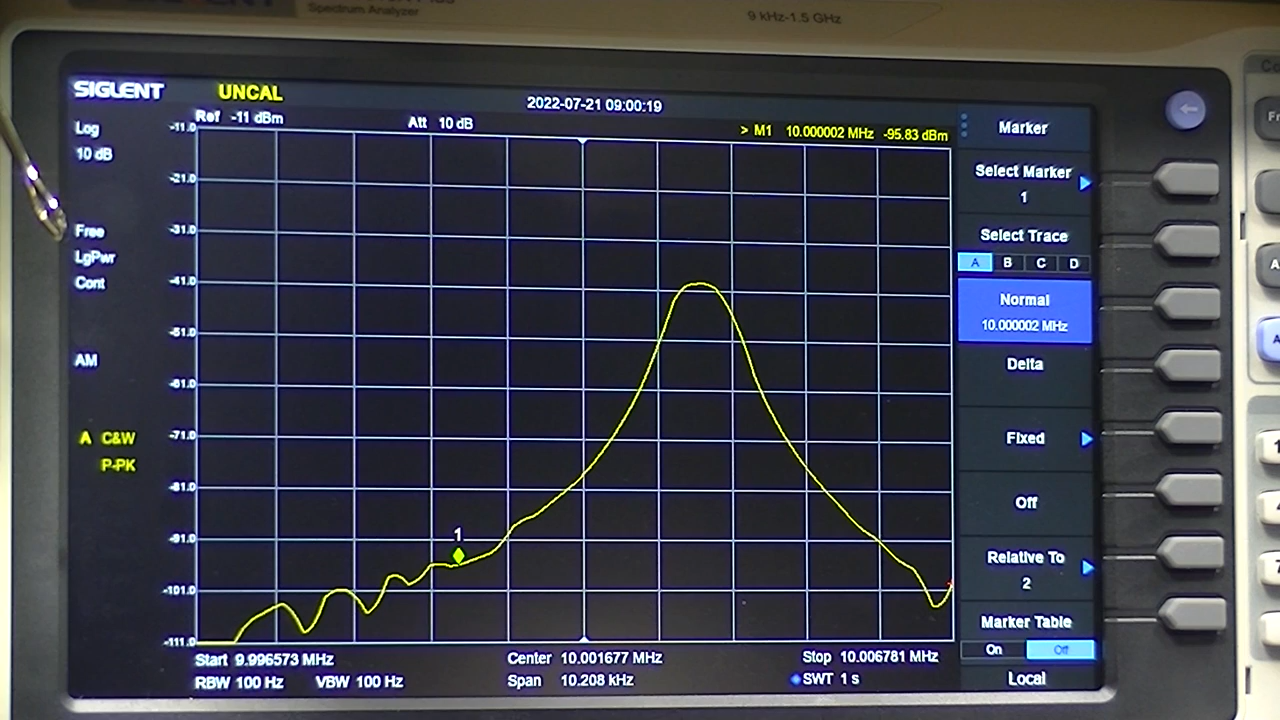 Spectrum Analyzer
9 kHz-1.5 GHz
SIGLENT
UNCAL
2022-07-21 09:00:19
Ref -11 dBm
Att 10 dB
> M1 10.000002 MHz -95.83 dBm
Log
10 dB
Free
LgPwr
Cont
AM
A C&W
P-PK
-11.0
-21.0
-31.0
-41.0
-51.0
-61.0
-71.0
-81.0
-91.0
-101.0
-111.0
1
Start 9.996573 MHz
Center 10.001677 MHz
Stop 10.006781 MHz
RBW 100 Hz
VBW 100 Hz
Span 10.208 kHz
SWT 1 s
Marker
Select Marker
1
Select Trace
A B C D
Normal
10.000002 MHz
Delta
Fixed
Off
Relative To
2
Marker Table
On Off
Local